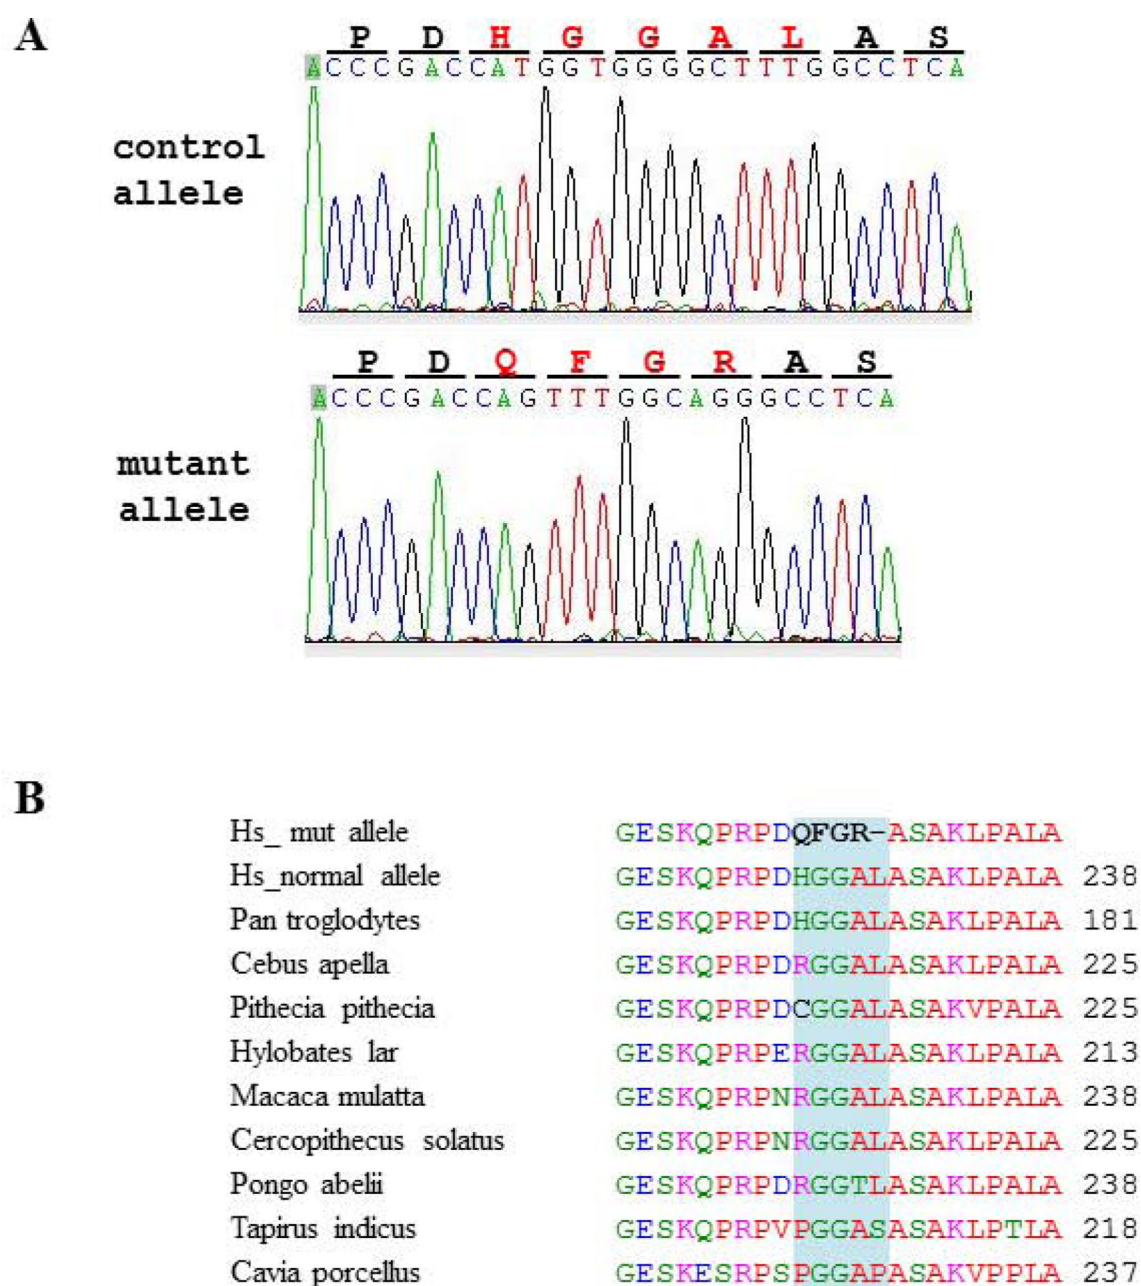 A
P D H G G A L A S
ACCCGACCATGGTGGGGCTTTGGCCTCA
control
allele
P D Q F G R A S
ACCCGACCAGTTTGGCAGGGCCTCA
mutant
allele
B
Hs_ mut allele GESKQPRPDQFGR-ASAKLPALA
Hs_normal allele GESKQPRPDHGGALASAKLPALA 238
Pan troglodytes GESKQPRPDHGGALASAKLPALA 181
Cebus apella GESKQPRPDRGGALASAKLPALA 225
Pithecia pithecia GESKQPRPDCGGALASAKVPALA 225
Hylobates lar GESKQPRPERGGALASAKLPALA 213
Macaca mulatta GESKQPRPNRGGALASAKLPALA 238
Cercopithecus solatus GESKQPRPNRGGALASAKLPALA 225
Pongo abelii GESKQPRPDRGGTLASAKLPALA 238
Tapirus indicus GESKQPRPVPGGASASAKLPTLA 218
Cavia porcellus GESKESRPSPGGAPASAKVPPLA 237